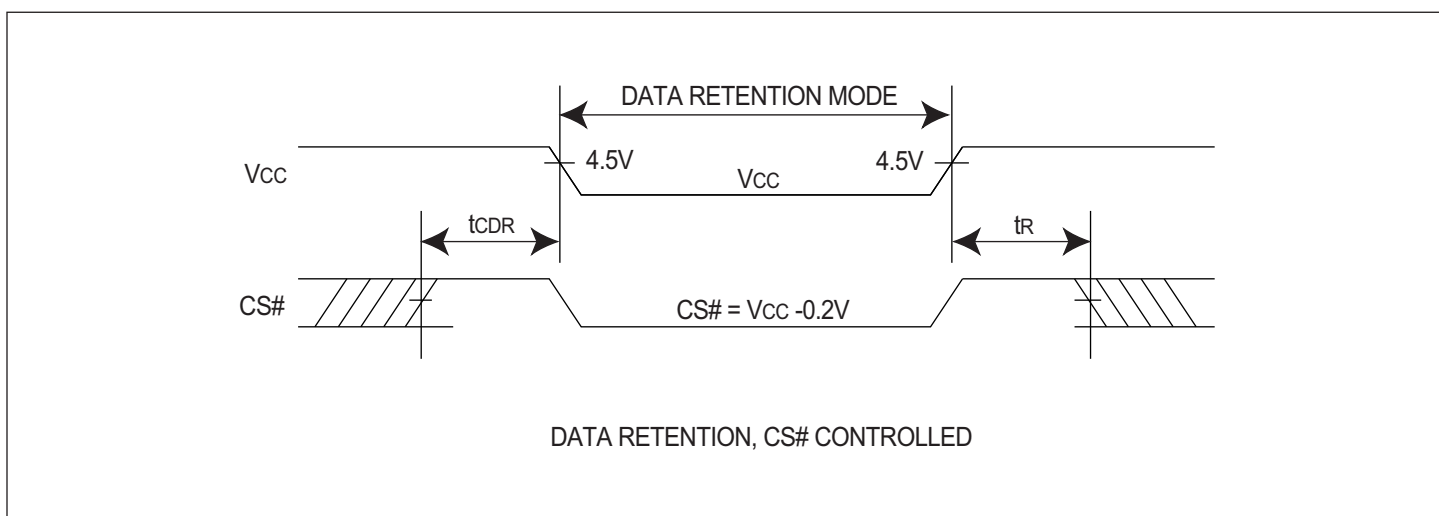 DATA RETENTION MODE
4.5V
4.5V
VCC
VCC
tCDR
tR
CS#
CS# = VCC -0.2V
DATA RETENTION, CS# CONTROLLED